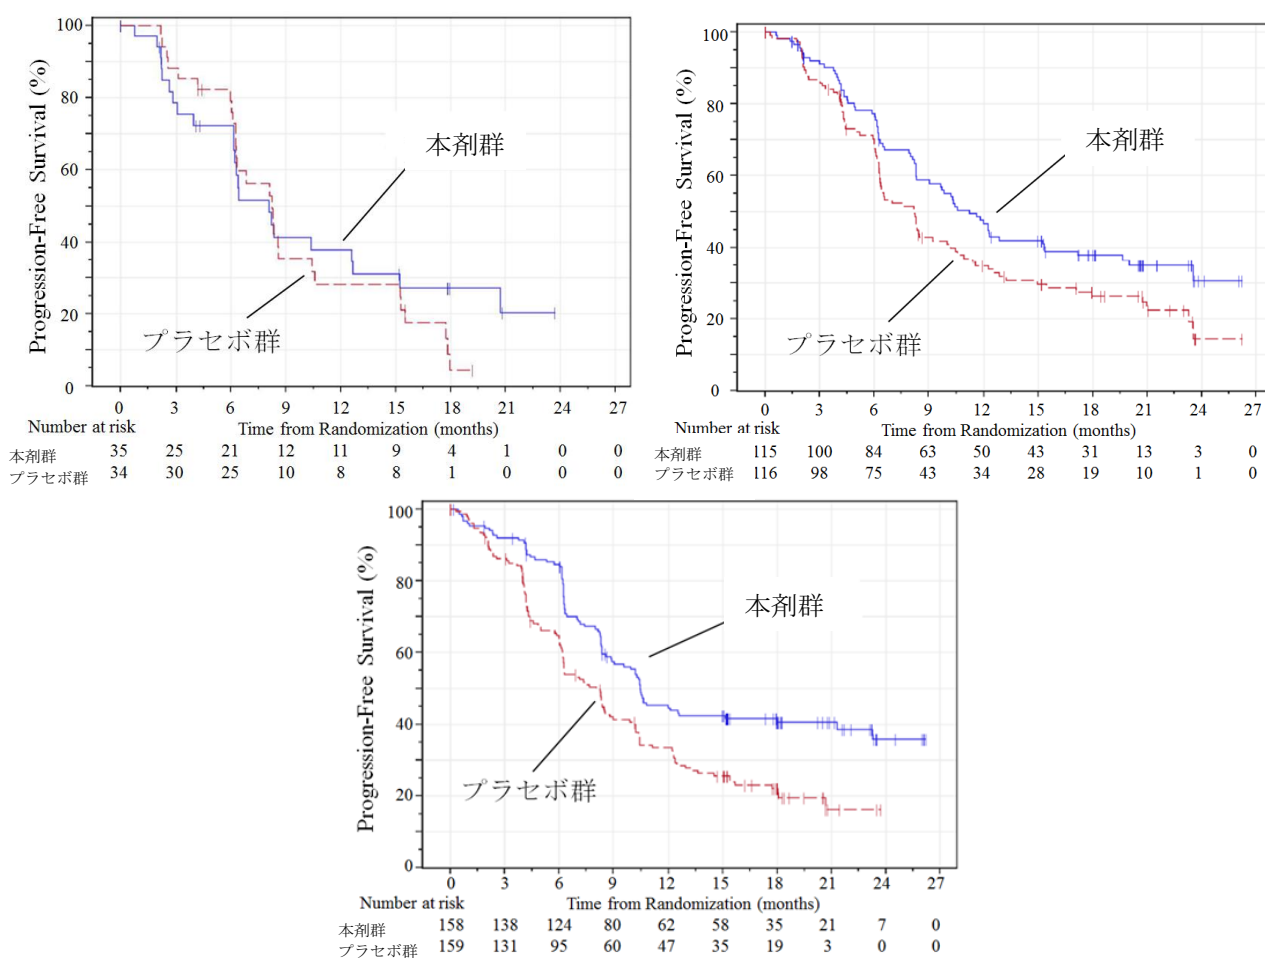 Progression-Free Survival (%)
100
80
60
40
20
0
本剤群
プラセボ群
0 3 6 9 12 15 18 21 24 27
Number at risk
Time from Randomization (months)
本剤群 35 25 21 12 11 9 4 1 0 0
プラセボ群 34 30 25 10 8 8 1 0 0 0
Progression-Free Survival (%)
100
80
60
40
20
0
本剤群
プラセボ群
0 3 6 9 12 15 18 21 24 27
Number at risk
Time from Randomization (months)
本剤群 115 100 84 63 50 43 31 13 3 0
プラセボ群 116 98 75 43 34 28 19 10 1 0
Progression-Free Survival (%)
100
80
60
40
20
0
本剤群
プラセボ群
0 3 6 9 12 15 18 21 24 27
Number at risk
Time from Randomization (months)
本剤群 158 138 124 80 62 58 35 21 7 0
プラセボ群 159 131 95 60 47 35 19 3 0 0